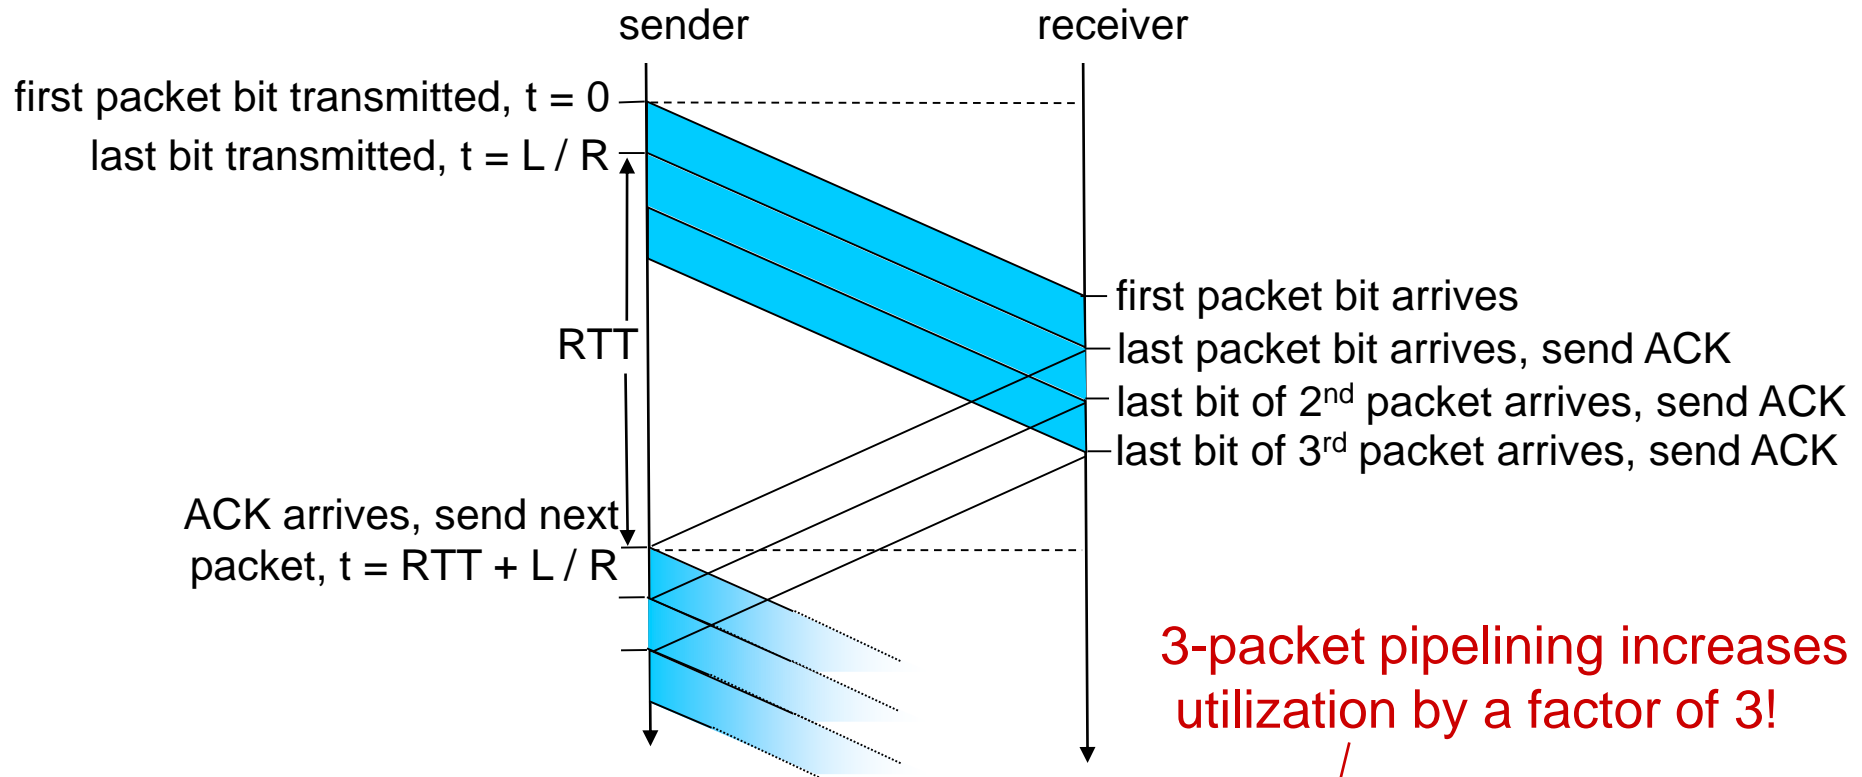 sender
receiver
first packet bit transmitted, t = 0
last bit transmitted, t = L / R
RTT
first packet bit arrives
last packet bit arrives, send ACK
last bit of 2nd packet arrives, send ACK
last bit of 3rd packet arrives, send ACK
ACK arrives, send next
packet, t = RTT + L / R
3-packet pipelining increases
utilization by a factor of 3!